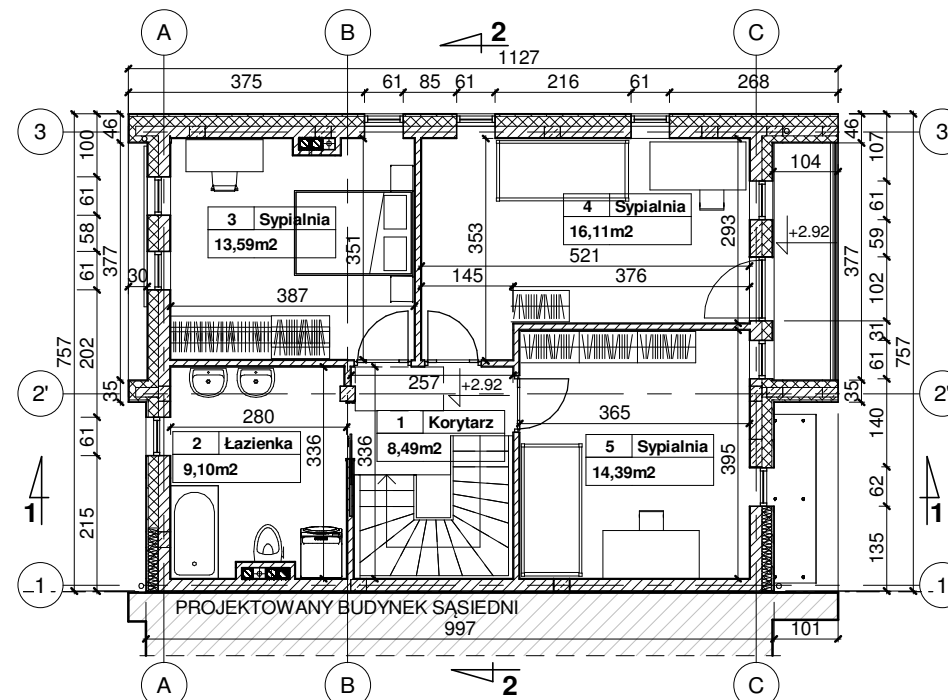 A B C
2
1127
375 61 85 61 216 61 268
3 3
46 46
100 107
104
61 61
3 Sypialnia
13,59m2
4 Sypialnia
16,11m2
58 59
351 353 293
+2.92
377 377
521
61 102
30
145 376
387
31
757 757
202 61
35 35
2' 2'
257 +2.92
280 365
140
1 Korytarz
8,49m2
61
2 Łazienka
9,10m2
336 336
5 Sypialnia
14,39m2
395
62
1 1
215 135
1 1
PROJEKTOWANY BUDYNEK SĄSIEDNI
997 101
2
A B C